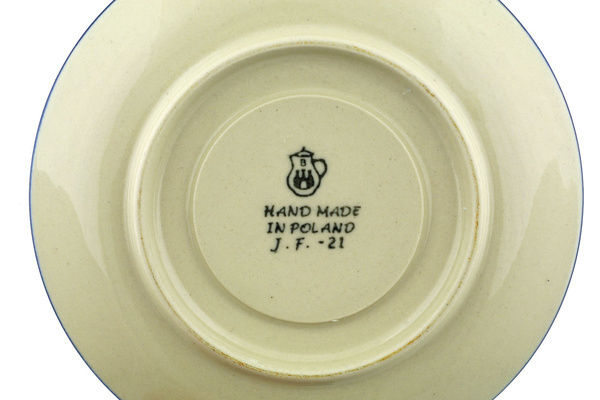 B
HAND MADE
IN POLAND
J. F. - 21